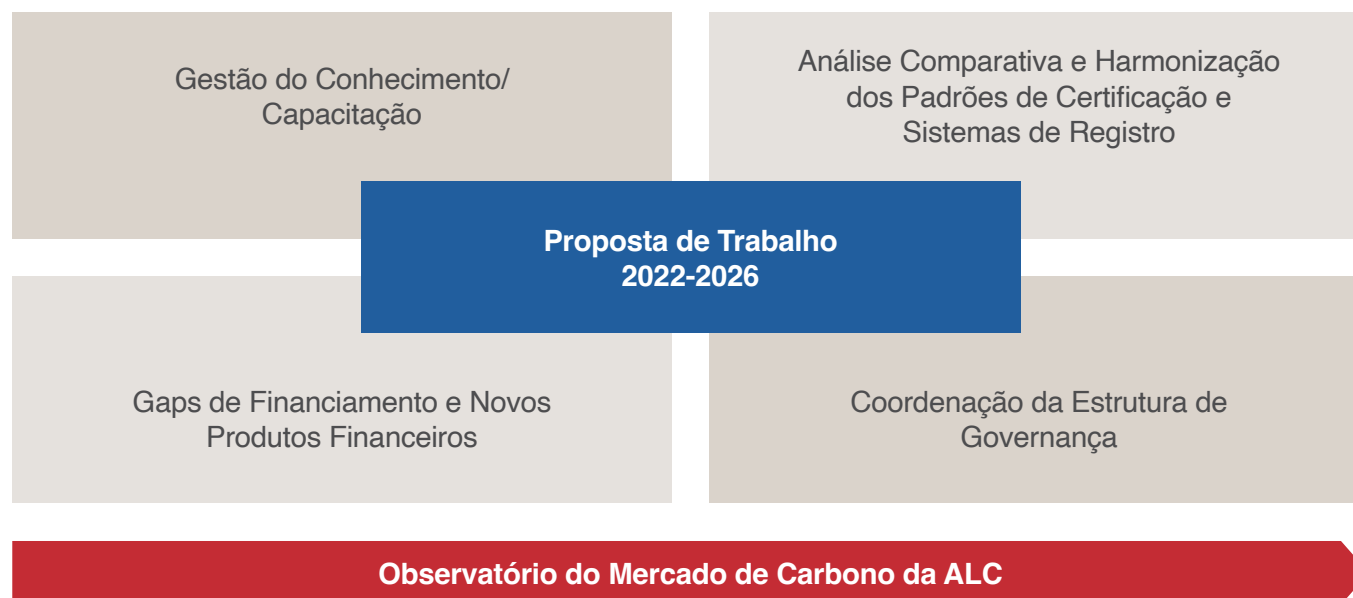 Gestão do Conhecimento/
Capacitação
Análise Comparativa e Harmonização
dos Padrões de Certificação e
Sistemas de Registro
Proposta de Trabalho
2022-2026
Gaps de Financiamento e Novos
Produtos Financeiros
Coordenação da Estrutura de
Governança
Observatório do Mercado de Carbono da ALC